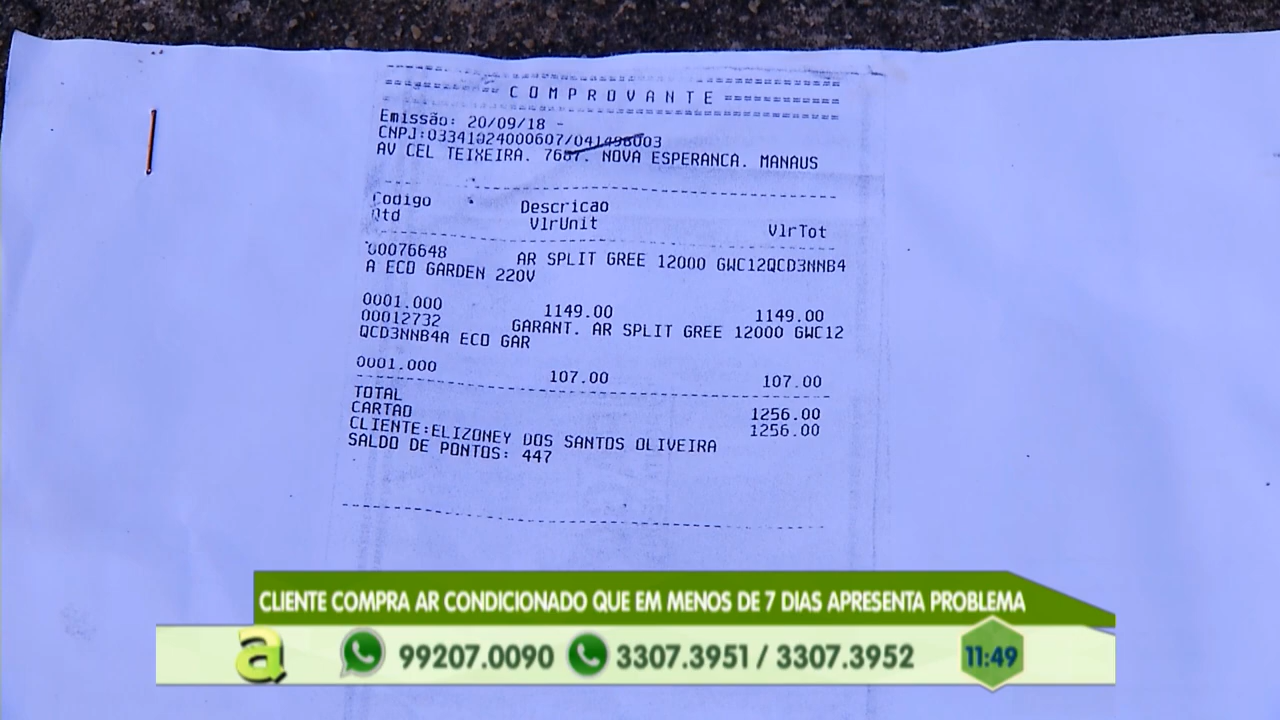 COMPROVANTE
Emissão: 20/09/18 -
CNPJ:03341024000607/041498003
AV CEL TEIXEIRA. 7687. NOVA ESPERANCA. MANAUS
Codigo Descricao
Qtd VlrUnit VlrTot
00076648 AR SPLIT GREE 12000 GWC12QCD3NNB4
A ECO GARDEN 220V
0001.000 1149.00 1149.00
00012732 GARANT. AR SPLIT GREE 12000 GWC12
QCD3NNB4A ECO GAR
0001.000 107.00 107.00
TOTAL 1256.00
CARTAO 1256.00
CLIENTE:ELIZONEY DOS SANTOS OLIVEIRA
SALDO DE PONTOS: 447
CLIENTE COMPRA AR CONDICIONADO QUE EM MENOS DE 7 DIAS APRESENTA PROBLEMA
a 99207.0090 3307.3951 / 3307.3952 11:49